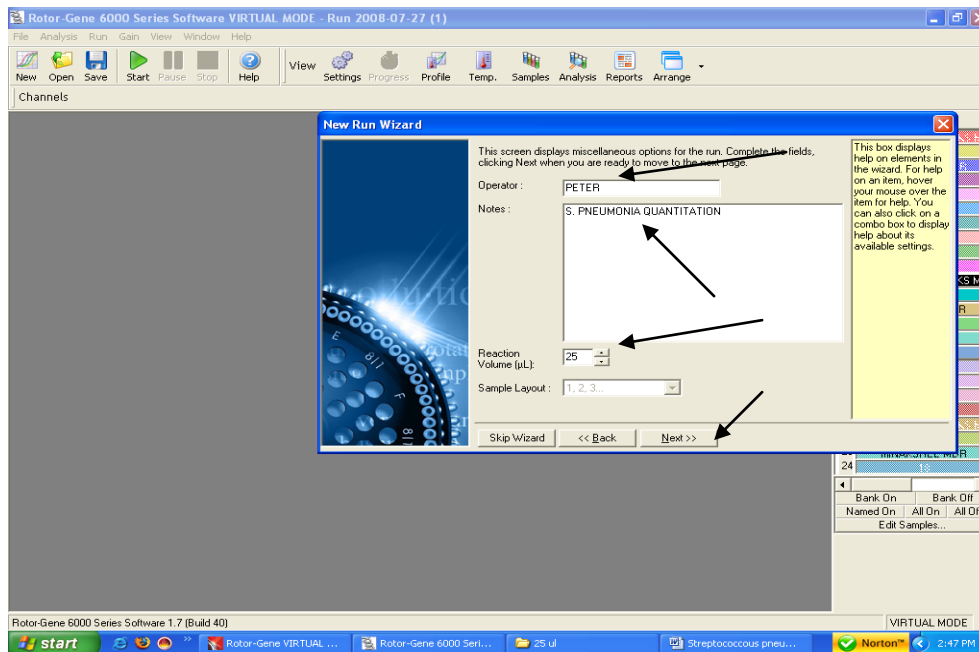 Rotor-Gene 6000 Series Software VIRTUAL MODE - Run 2008-07-27 (1)
File Analysis Run Gain View Window Help
New Open Save Start Pause Stop Help View Settings Progress Profile Temp. Samples Analysis Reports Arrange
Channels
New Run Wizard
This screen displays miscellaneous options for the run. Complete the fields,
clicking Next when you are ready to move to the next page.
Operator :
PETER
Notes :
S. PNEUMONIA QUANTITATION
Reaction
Volume (µL):
25
Sample Layout :
1, 2, 3...
Skip Wizard << Back Next >>
This box displays
help on elements in
the wizard. For help
on an item, hover
your mouse over the
item for help. You
can also click on a
combo box to display
help about its
available settings.
24
Bank On Bank Off
Named On All On All Of
Edit Samples...
Rotor-Gene 6000 Series Software 1.7 (Build 40)
VIRTUAL MODE
start
Rotor-Gene VIRTUAL ...
Rotor-Gene 6000 Seri...
25 ul
Streptococcous pneu...
Norton™
2:47 PM